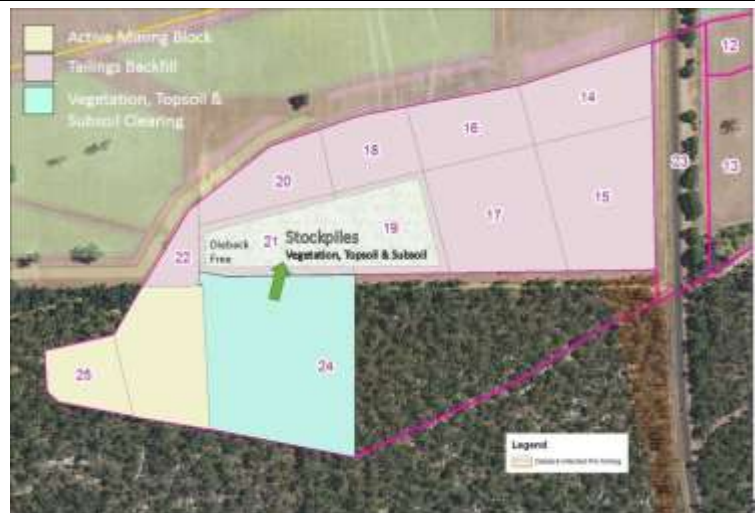 Active Mining Block
Tailings Backfill
Vegetation, Topsoil &
Subsoil Clearing
12
14
16
18
23
13
20
15
17
19
21
Stockpiles
Dieback
Free
Vegetation, Topsoil & Subsoil
22
24
25
Legend